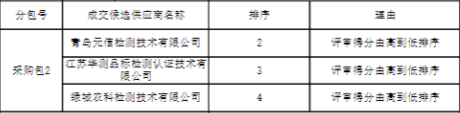 分包号 成交候选供应商名称 排序 理由
采购包2
青岛元信检测技术有限公司 2 评审得分由高到低排序
江苏华测品标检测认证技术有
限公司 3 评审得分由高到低排序
绿城农科检测技术有限公司 4 评审得分由高到低排序